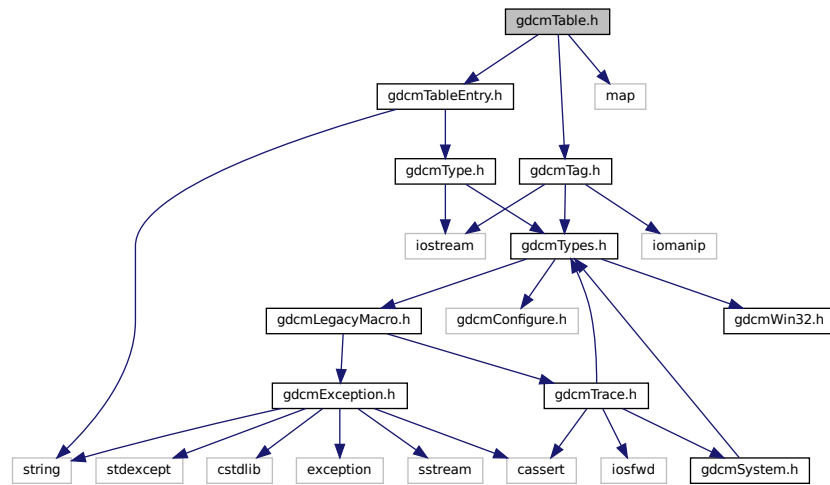 gdcmTable.h
gdcmTableEntry.h
map
gdcmType.h
gdcmTag.h
iostream
gdcmTypes.h
iomanip
gdcmLegacyMacro.h
gdcmConfigure.h
gdcmWin32.h
gdcmException.h
gdcmTrace.h
string
stdexcept
cstdlib
exception
sstream
cassert
iosfwd
gdcmSystem.h